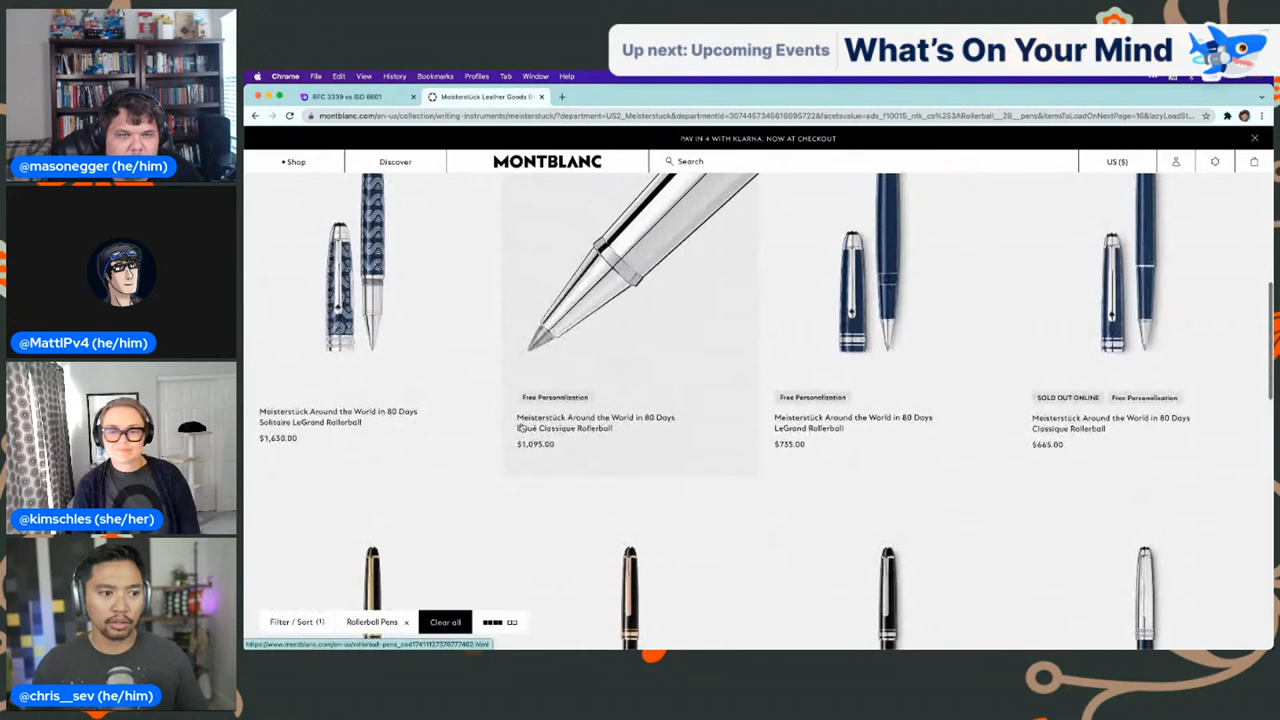 Up next: Upcoming Events What's On Your Mind
Chrome File Edit View History Bookmarks Profiles Tab Window Help
RFC 3339 vs ISO 8601
Meisterstück Leather Goods
PAY IN 4 WITH KLARNA, NOW AT CHECKOUT
Shop
Discover
MONTBLANC
Search
US ($)
@masonegger (he/him)
@MattIPv4 (he/him)
@kimschles (she/her)
@chris__sev (he/him)
Meisterstück Around the World in 80 Days
Solitaire LeGrand Rollerball
$1,630.00
Free Personalization
Meisterstück Around the World in 80 Days
Doué Classique Rollerball
$1,095.00
Free Personalization
Meisterstück Around the World in 80 Days
LeGrand Rollerball
$735.00
SOLD OUT ONLINE
Free Personalization
Meisterstück Around the World in 80 Days
Classique Rollerball
$665.00
Filter / Sort (1)
Rollerball Pens
Clear all